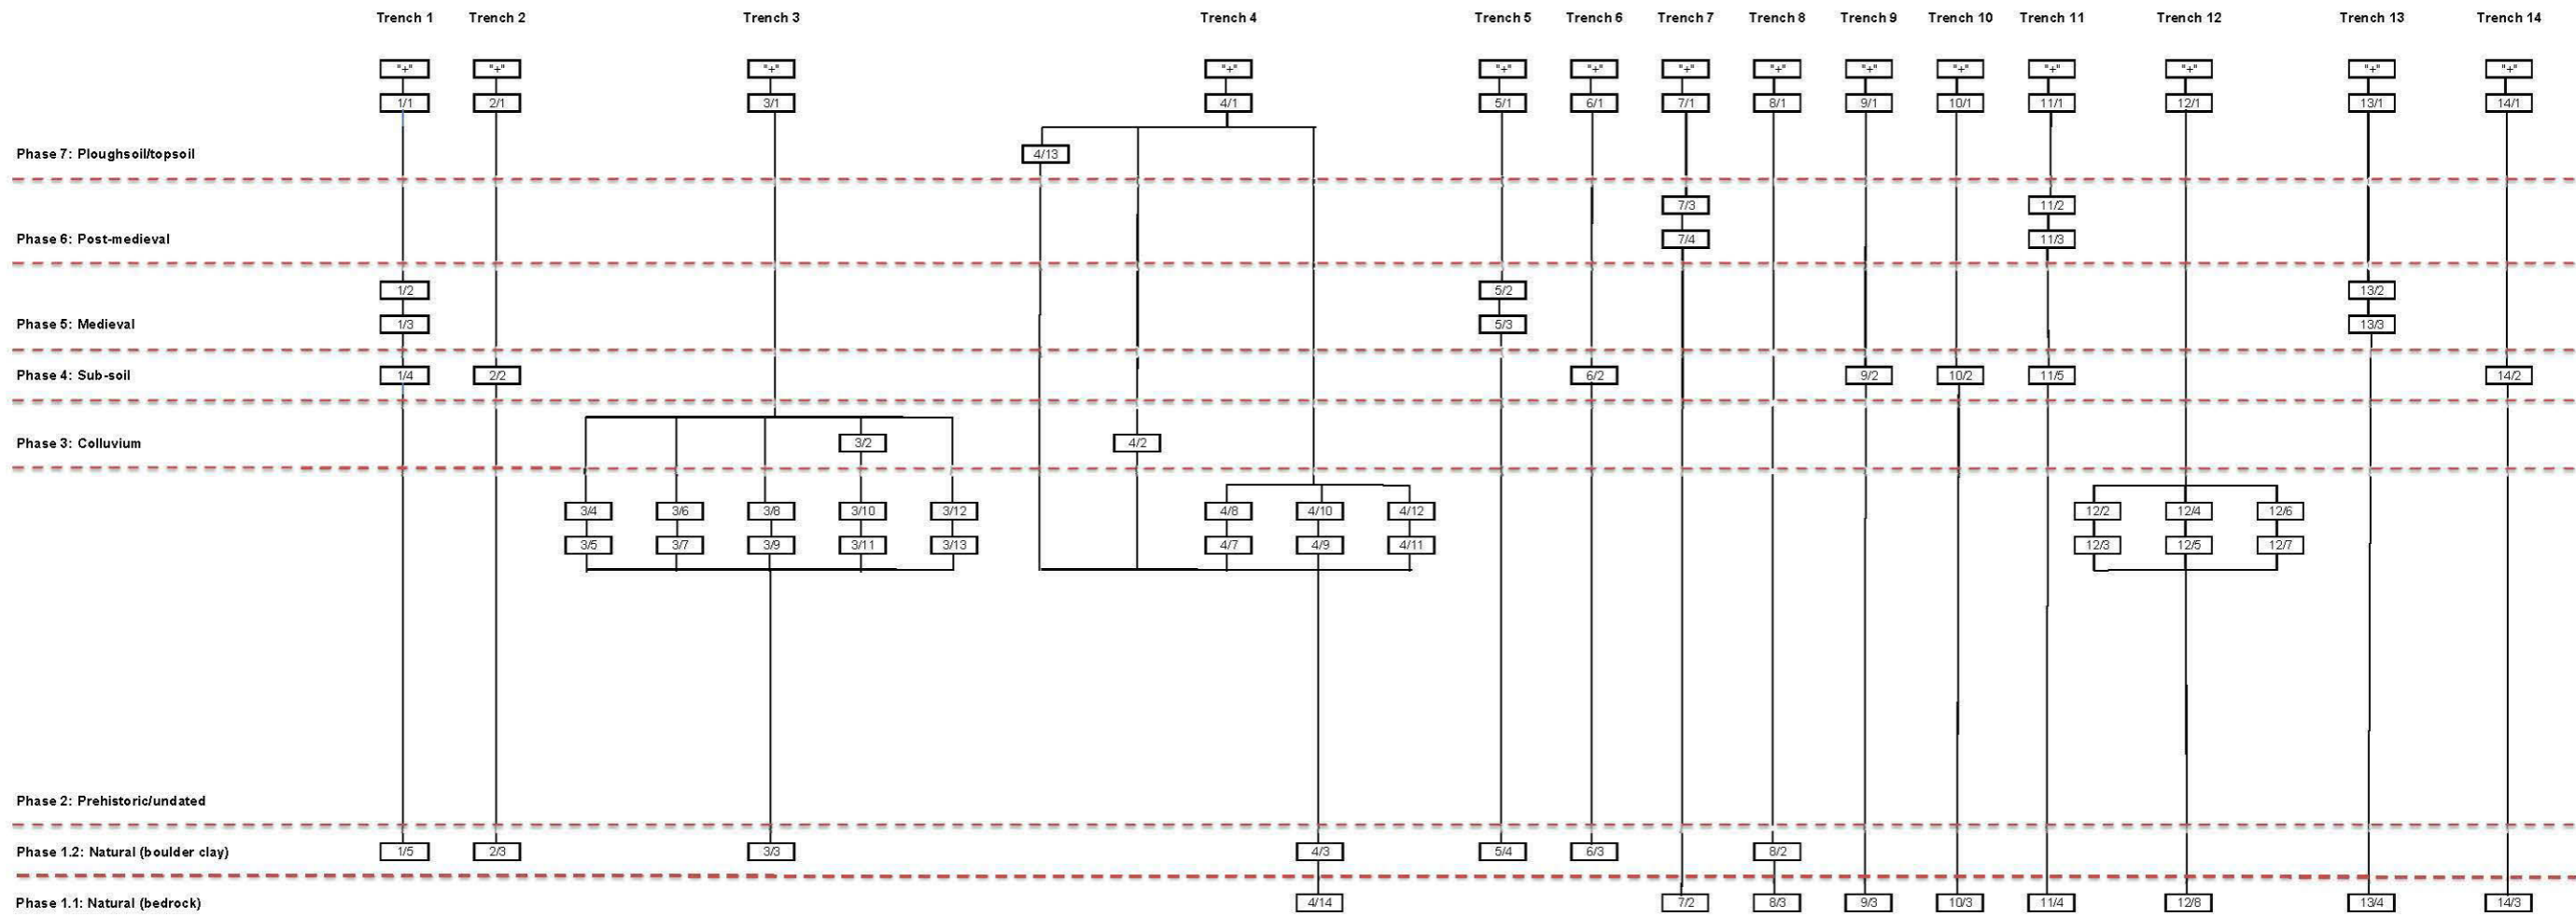 Trench 1 Trench 2 Trench 3 Trench 4 Trench 5 Trench 6 Trench 7 Trench 8 Trench 9 Trench 10 Trench 11 Trench 12 Trench 13 Trench 14
"+" "+" "+" "+" "+" "+" "+" "+" "+" "+" "+" "+" "+" "+"
1/1 2/1 3/1 4/1 5/1 6/1 7/1 8/1 9/1 10/1 11/1 12/1 13/1 14/1
Phase 7: Ploughsoil/topsoil 4/13
7/3 11/2
Phase 6: Post-medieval 7/4 11/3
1/2 5/2 13/2
Phase 5: Medieval 1/3 5/3 13/3
Phase 4: Sub-soil 1/4 2/2 6/2 9/2 10/2 11/5 14/2
Phase 3: Colluvium 3/2 4/2
3/4 3/6 3/8 3/10 3/12 4/8 4/10 4/12 12/2 12/4 12/6
3/5 3/7 3/9 3/11 3/13 4/7 4/9 4/11 12/3 12/5 12/7
Phase 2: Prehistoric/undated
Phase 1.2: Natural (boulder clay) 1/5 2/3 3/3 4/3 5/4 6/3 8/2
Phase 1.1: Natural (bedrock) 4/14 7/2 8/3 9/3 10/3 11/4 12/8 13/4 14/3